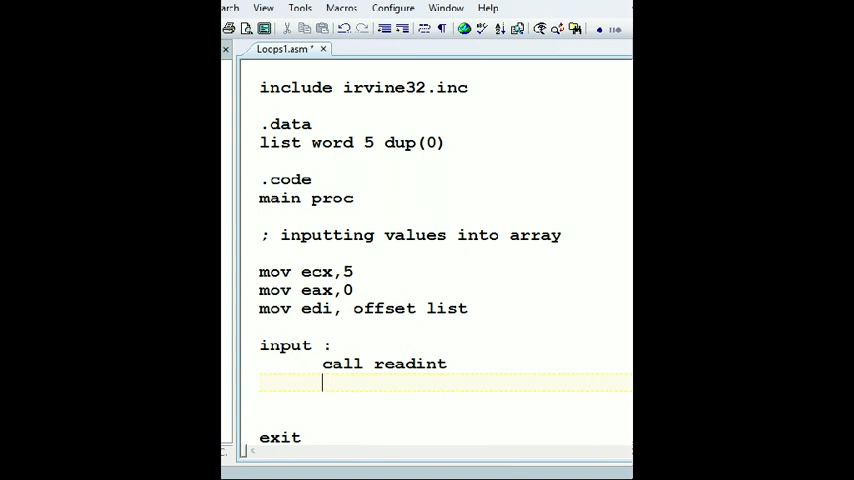 arch View Tools Macros Configure Window Help
Locps1.asm * ×
include irvine32.inc
.data
list word 5 dup(0)
.code
main proc
; inputting values into array
mov ecx,5
mov eax,0
mov edi, offset list
input :
call readint
exit